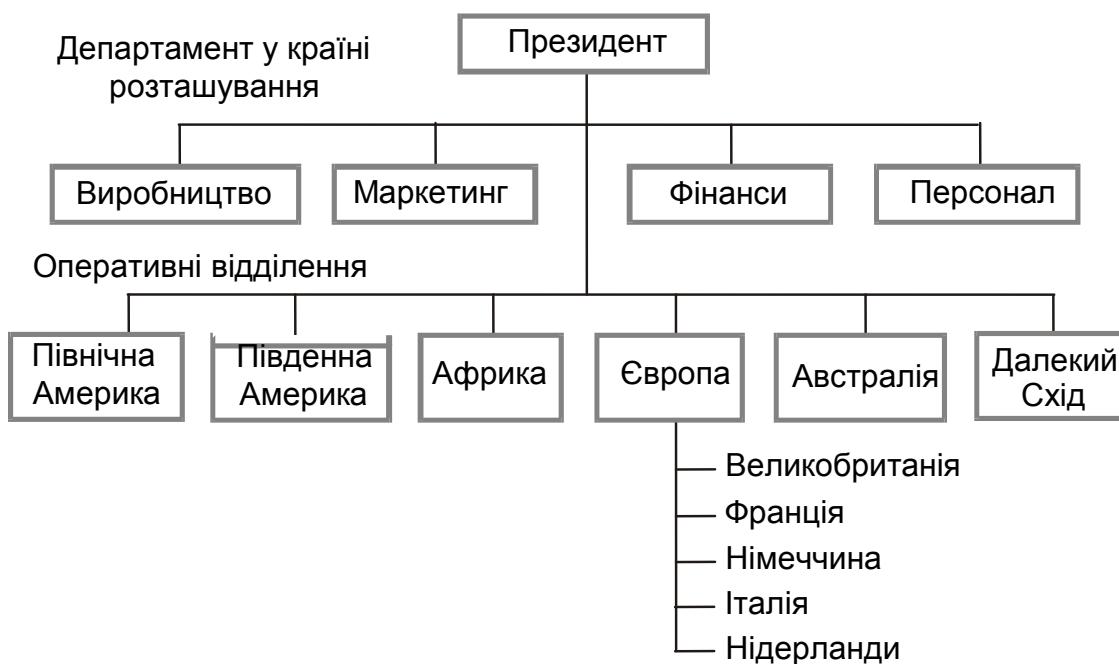 Департамент у країні
розташування
Президент
Виробництво
Маркетинг
Фінанси
Персонал
Оперативні відділення
Північна
Америка
Південна
Америка
Африка
Європа
Австралія
Далекий
Схід
Великобританія
Франція
Німеччина
Італія
Нідерланди